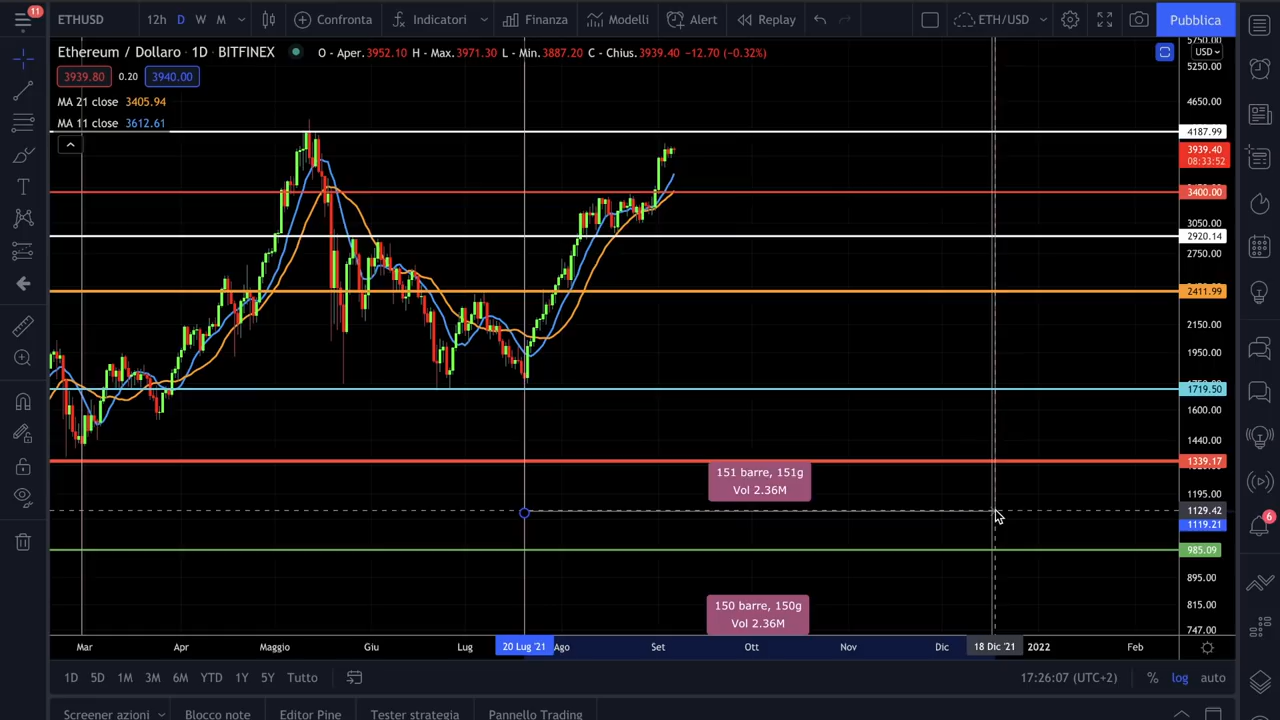 11
ETHUSD
12h D W M
Confronta
Indicatori
Finanza
Modelli
Alert
Replay
ETH/USD
Pubblica
Ethereum / Dollaro · 1D · BITFINEX
O - Aper. 3952.10 H - Max. 3971.30 L - Min. 3887.20 C - Chius. 3939.40 −12.70 (−0.32%)
USD
3939.80 0.20 3940.00
MA 21 close 3405.94
MA 11 close 3612.61
5250.00
4650.00
4187.99
3939.40
08:33:52
3400.00
3050.00
2920.14
2750.00
2411.99
2150.00
1950.00
1719.50
1600.00
1440.00
1339.17
1195.00
1129.42
1119.21
985.09
895.00
815.00
747.00
151 barre, 151g
Vol 2.36M
150 barre, 150g
Vol 2.36M
6
Mar Apr Maggio Giu Lug 20 Lug '21 Ago Set Ott Nov Dic 18 Dic '21 2022 Feb
1D 5D 1M 3M 6M YTD 1Y 5Y Tutto
17:26:07 (UTC+2) % log auto
Screener azioni Blocco note Editor Pine Tester strategia Pannello Trading